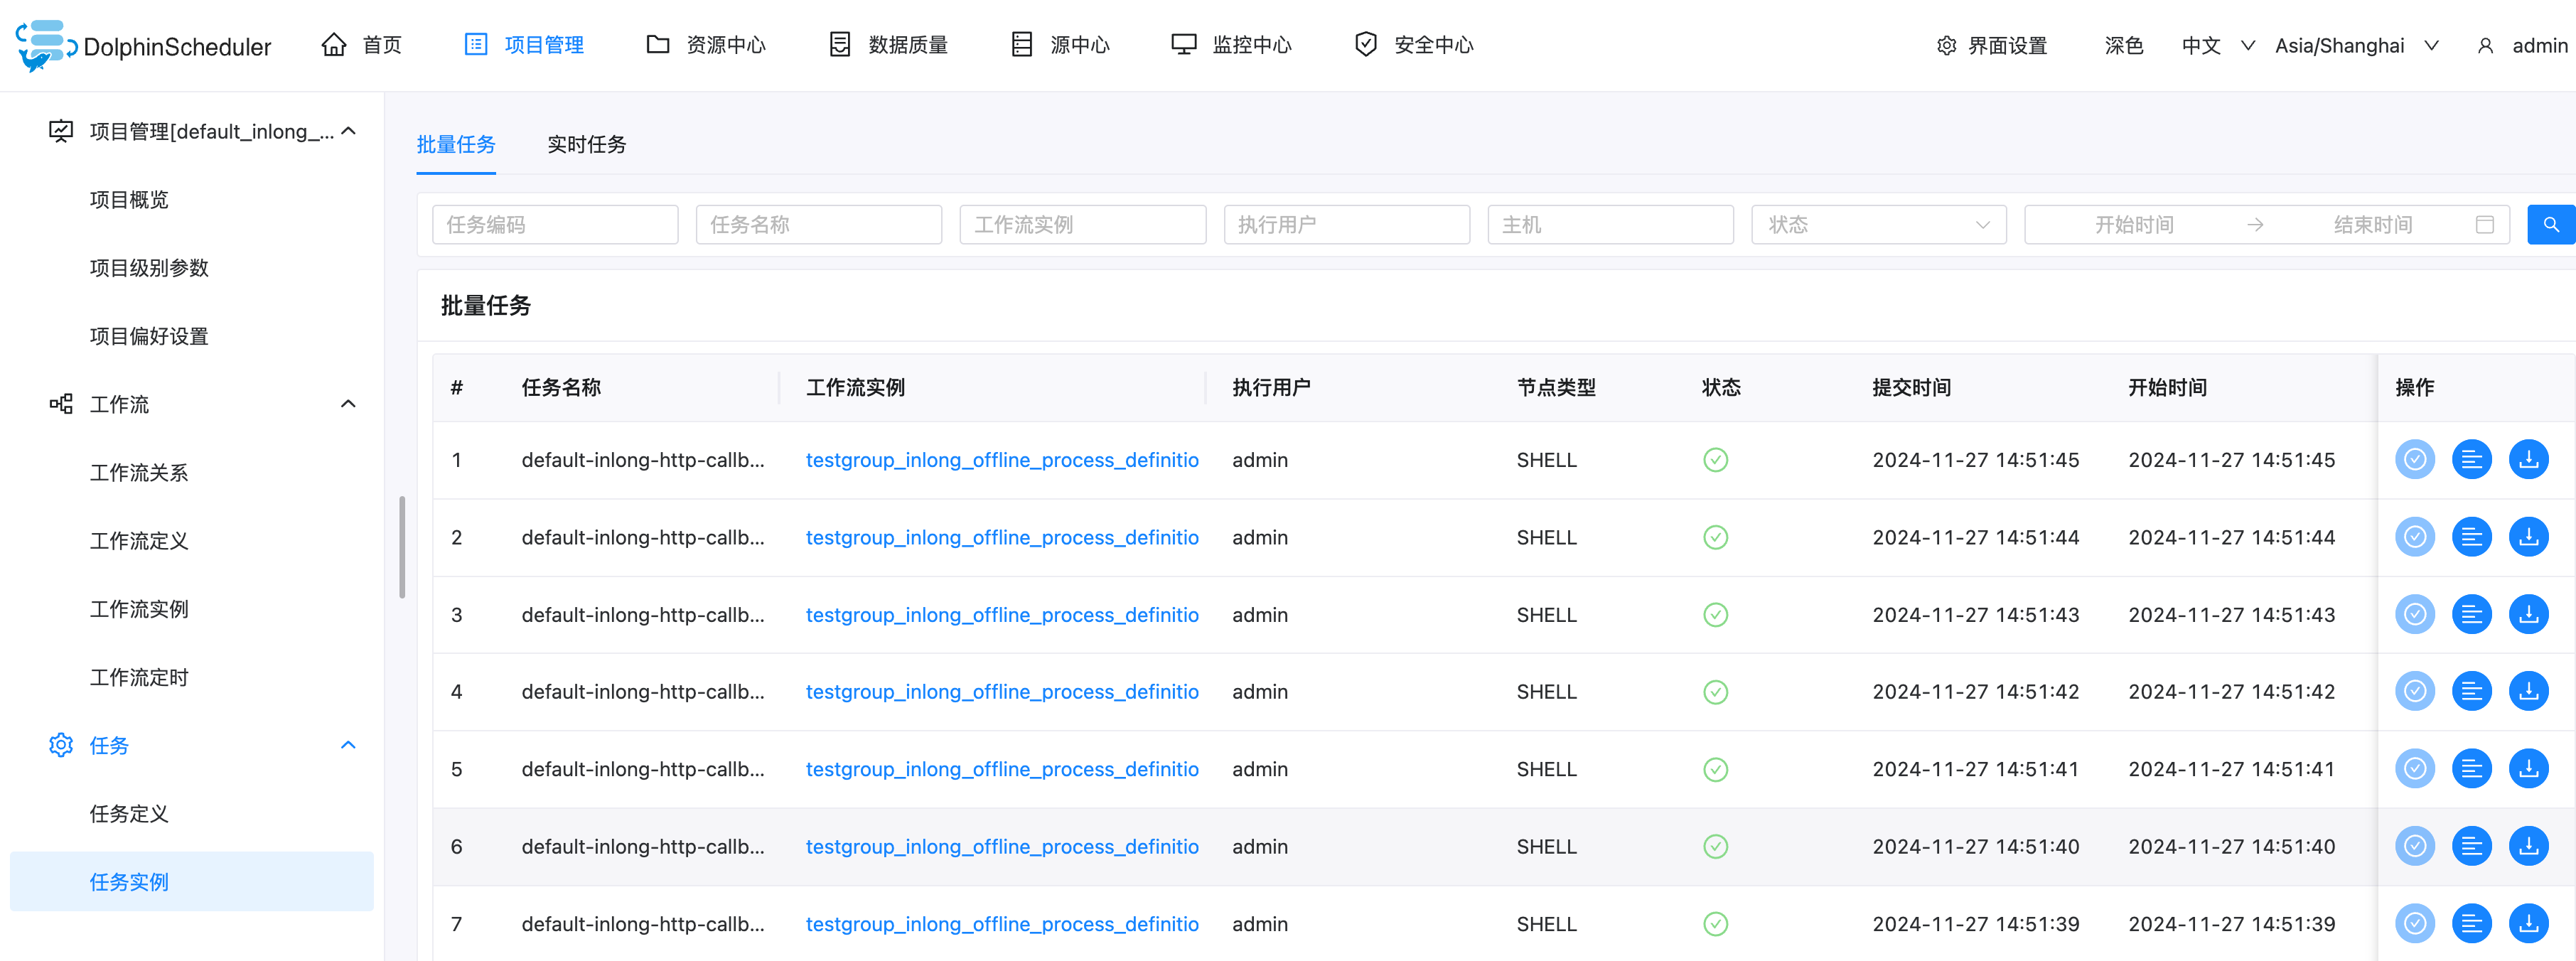 DolphinScheduler 首页 项目管理 资源中心 数据质量 源中心 监控中心 安全中心 界面设置 深色 中文 Asia/Shanghai admin
项目管理[default_inlong_...
项目概览
项目级别参数
项目偏好设置
工作流
工作流关系
工作流定义
工作流实例
工作流定时
任务
任务定义
任务实例
批量任务 实时任务
任务编码 任务名称 工作流实例 执行用户 主机 状态 开始时间 结束时间
批量任务
# 任务名称 工作流实例 执行用户 节点类型 状态 提交时间 开始时间 操作
1 default-inlong-http-callb... testgroup_inlong_offline_process_definitio admin SHELL 2024-11-27 14:51:45 2024-11-27 14:51:45
2 default-inlong-http-callb... testgroup_inlong_offline_process_definitio admin SHELL 2024-11-27 14:51:44 2024-11-27 14:51:44
3 default-inlong-http-callb... testgroup_inlong_offline_process_definitio admin SHELL 2024-11-27 14:51:43 2024-11-27 14:51:43
4 default-inlong-http-callb... testgroup_inlong_offline_process_definitio admin SHELL 2024-11-27 14:51:42 2024-11-27 14:51:42
5 default-inlong-http-callb... testgroup_inlong_offline_process_definitio admin SHELL 2024-11-27 14:51:41 2024-11-27 14:51:41
6 default-inlong-http-callb... testgroup_inlong_offline_process_definitio admin SHELL 2024-11-27 14:51:40 2024-11-27 14:51:40
7 default-inlong-http-callb... testgroup_inlong_offline_process_definitio admin SHELL 2024-11-27 14:51:39 2024-11-27 14:51:39